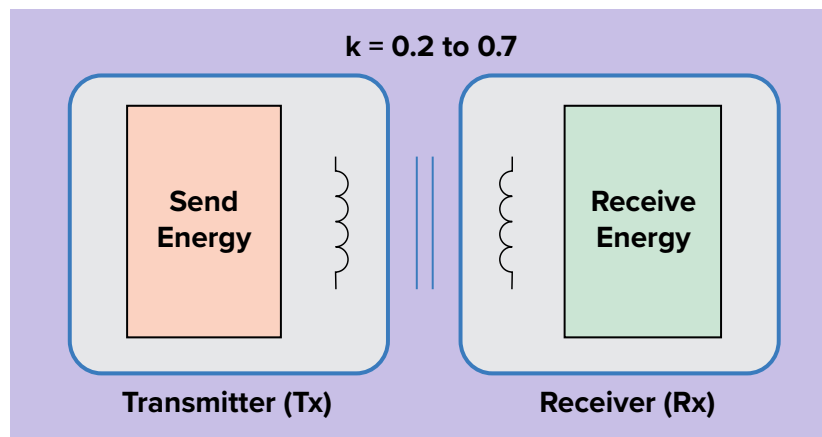 k = 0.2 to 0.7
Send
Energy
Receive
Energy
Transmitter (Tx)
Receiver (Rx)